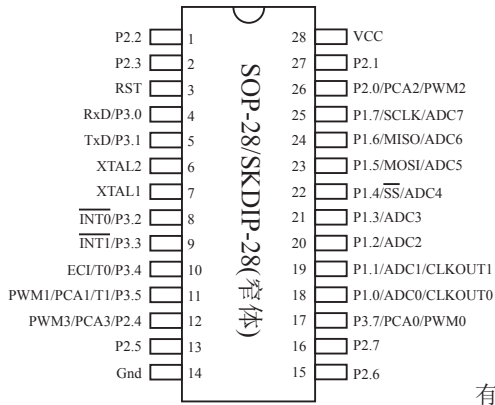 P2.2 1 28 VCC
P2.3 2 27 P2.1
RST 3 26 P2.0/PCA2/PWM2
RxD/P3.0 4 25 P1.7/SCLK/ADC7
TxD/P3.1 5 24 P1.6/MISO/ADC6
XTAL2 6 23 P1.5/MOSI/ADC5
XTAL1 7 22 P1.4/SS/ADC4
INT0/P3.2 8 21 P1.3/ADC3
INT1/P3.3 9 20 P1.2/ADC2
ECI/T0/P3.4 10 19 P1.1/ADC1/CLKOUT1
PWM1/PCA1/T1/P3.5 11 18 P1.0/ADC0/CLKOUT0
PWM3/PCA3/P2.4 12 17 P3.7/PCA0/PWM0
P2.5 13 16 P2.7
Gnd 14 15 P2.6
SOP-28/SKDIP-28(窄体)
有